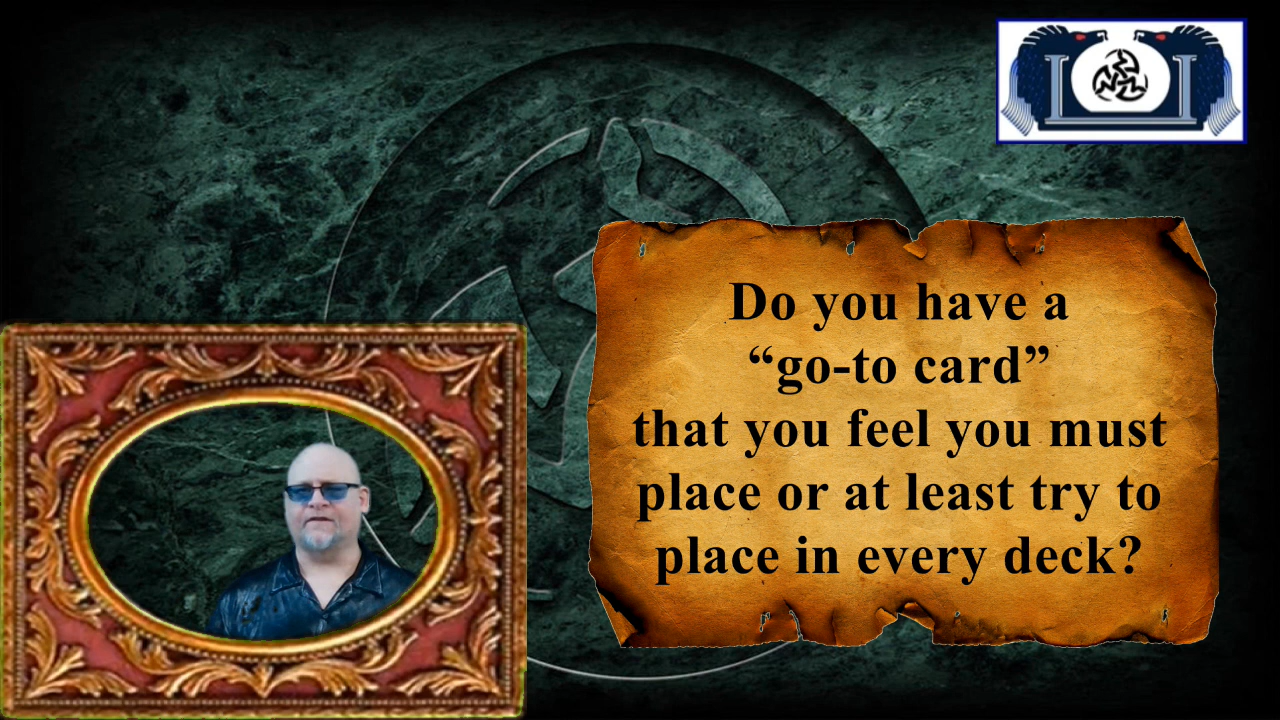 Do you have a
“go-to card”
that you feel you must
place or at least try to
place in every deck?